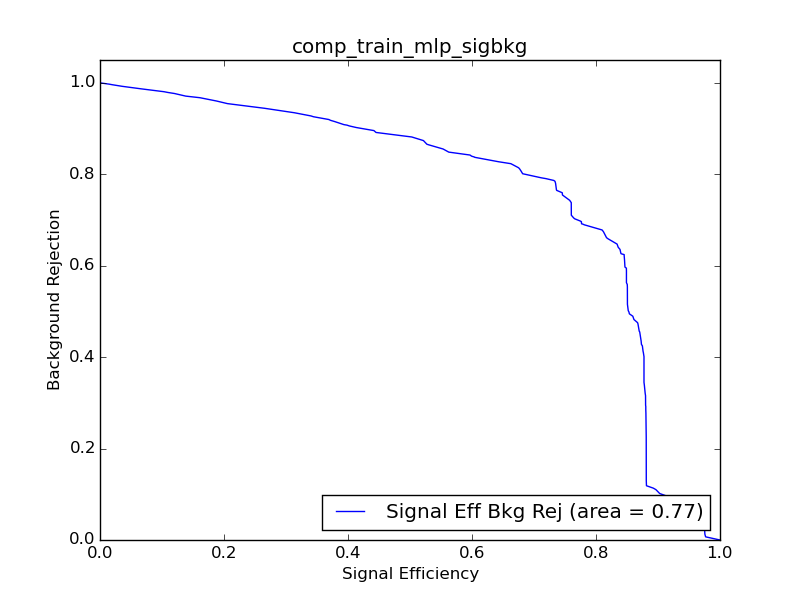 comp_train_mlp_sigbkg
1.0
0.8
0.6
0.4
0.2
0.0
Background Rejection
Signal Eff Bkg Rej (area = 0.77)
0.0 0.2 0.4 0.6 0.8 1.0
Signal Efficiency